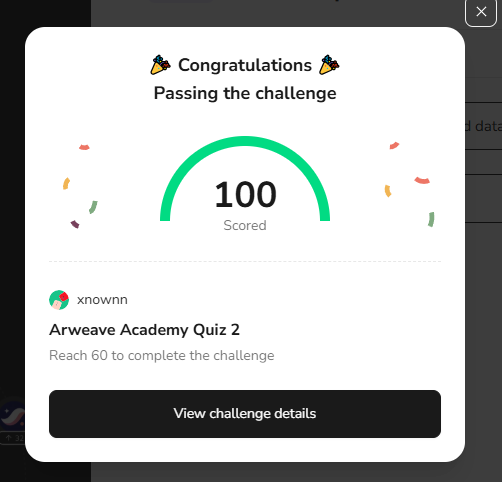 Congratulations
Passing the challenge
d data
100
Scored
xnownn
Arweave Academy Quiz 2
Reach 60 to complete the challenge
View challenge details